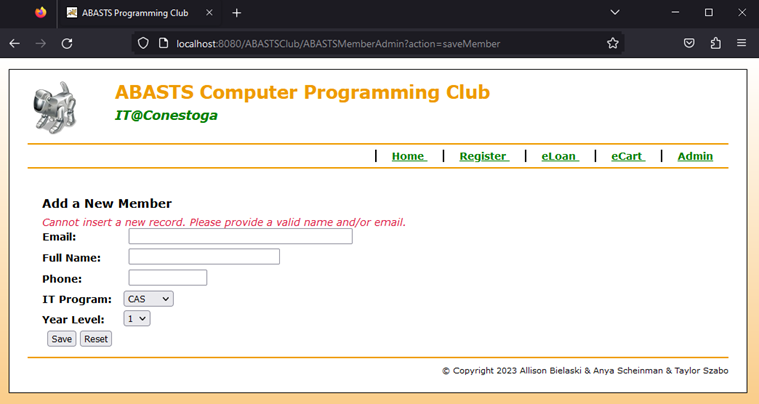 ABASTS Programming Club
localhost:8080/ABASTSClub/ABASTSMemberAdmin?action=saveMember
ABASTS Computer Programming Club
IT@Conestoga
Home Register eLoan eCart Admin
Add a New Member
Cannot insert a new record. Please provide a valid name and/or email.
Email:
Full Name:
Phone:
IT Program: CAS
Year Level: 1
Save Reset
© Copyright 2023 Allison Bielaski & Anya Scheinman & Taylor Szabo